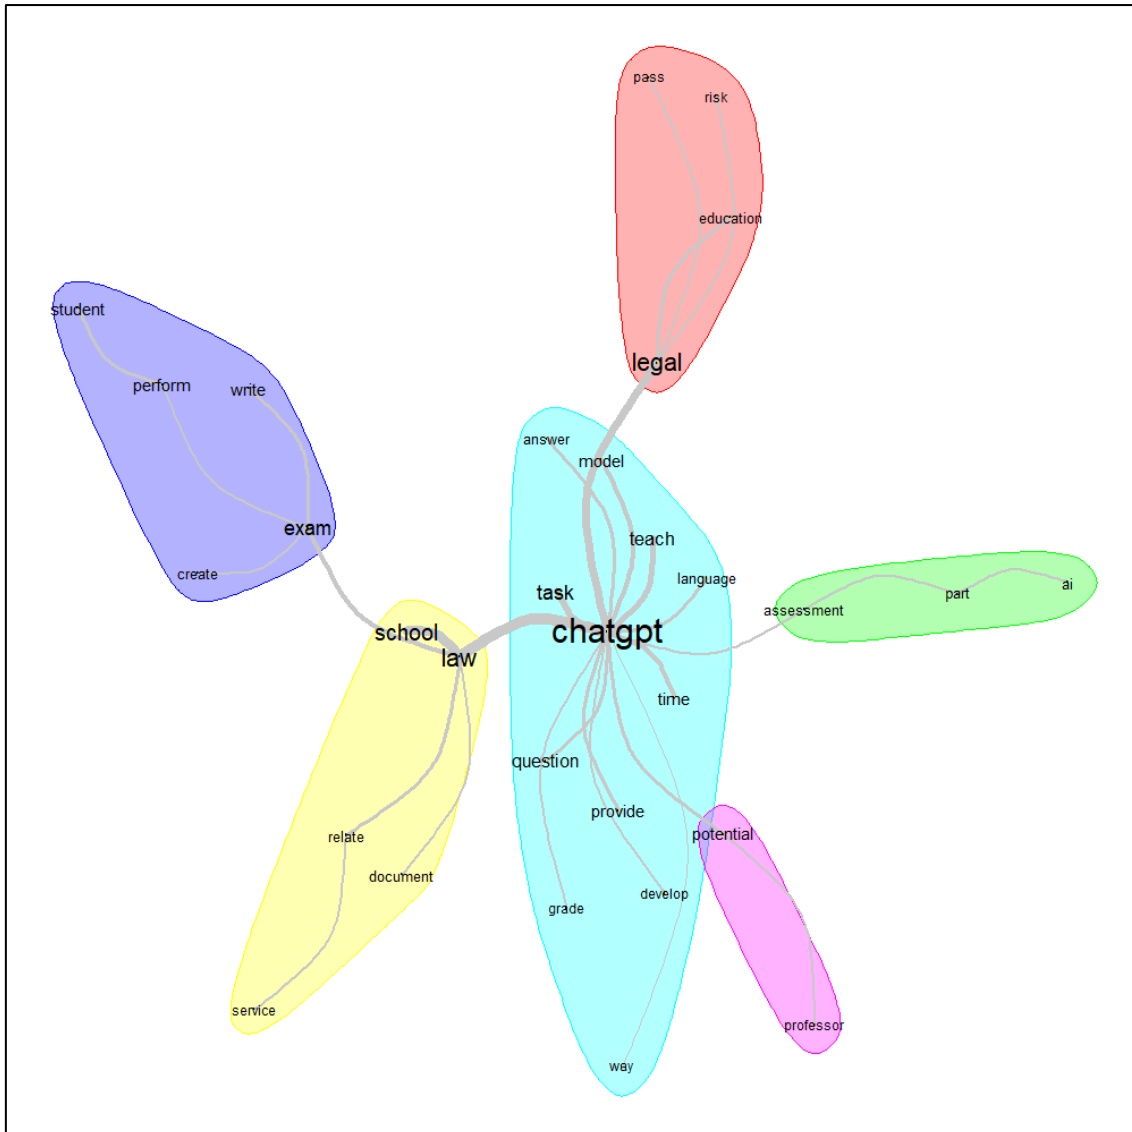 pass
risk
education
student
legal
perform
write
answer
model
exam
teach
create
language
task
assessment
part
ai
school
chatgpt
law
time
question
provide
relate
potential
document
develop
grade
service
professor
way